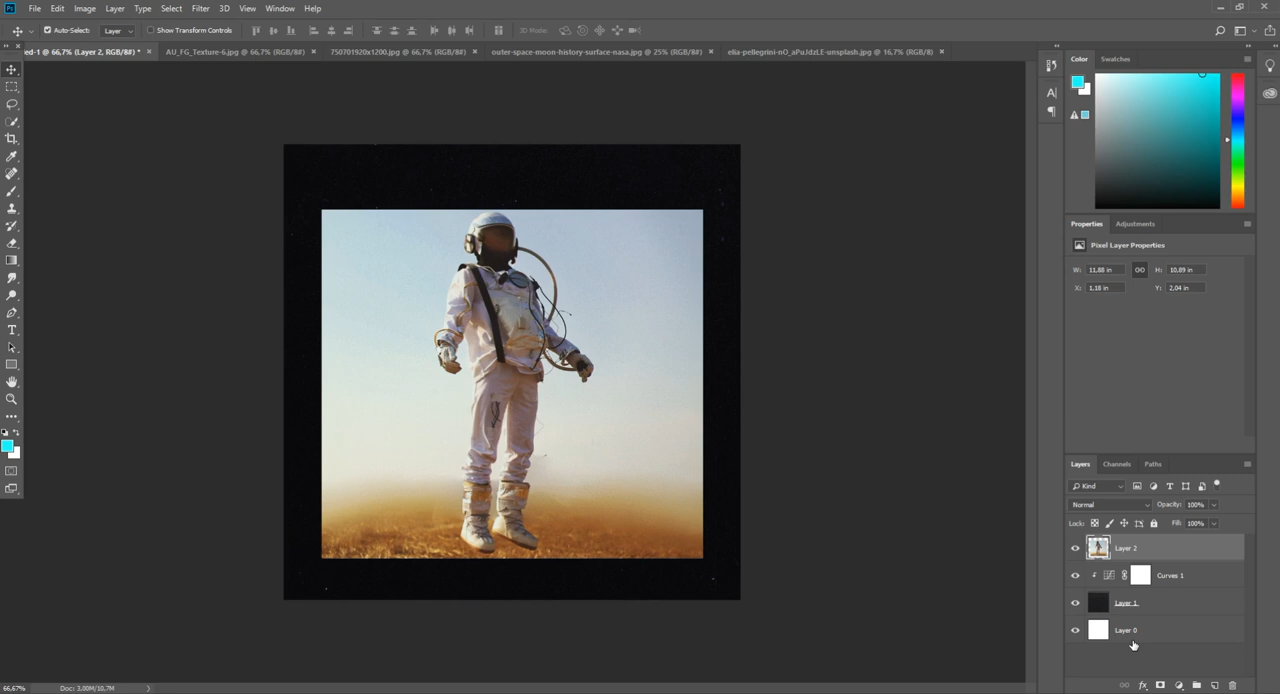 Ps File Edit Image Layer Type Select Filter 3D View Window Help
Auto-Select: Layer Show Transform Controls 3D Mode:
ed-1 @ 66,7% (Layer 2, RGB/8#) * × AU_FG_Texture-6.jpg @ 66,7% (RGB/8#) × 750701920x1200.jpg @ 66,7% (RGB/8#) × outer-space-moon-history-surface-nasa.jpg @ 25% (RGB/8#) × elia-pellegrini-nO_aPuJdzLE-unsplash.jpg @ 16,7% (RGB/8) ×
Color Swatches
Properties Adjustments
Pixel Layer Properties
W: 11,88 in H: 10,89 in
X: 1,18 in Y: 2,04 in
Layers Channels Paths
Kind
Normal Opacity: 100%
Lock: Fill: 100%
Layer 2
Curves 1
Layer 1
Layer 0
66,67% Doc: 3,00M/10,7M